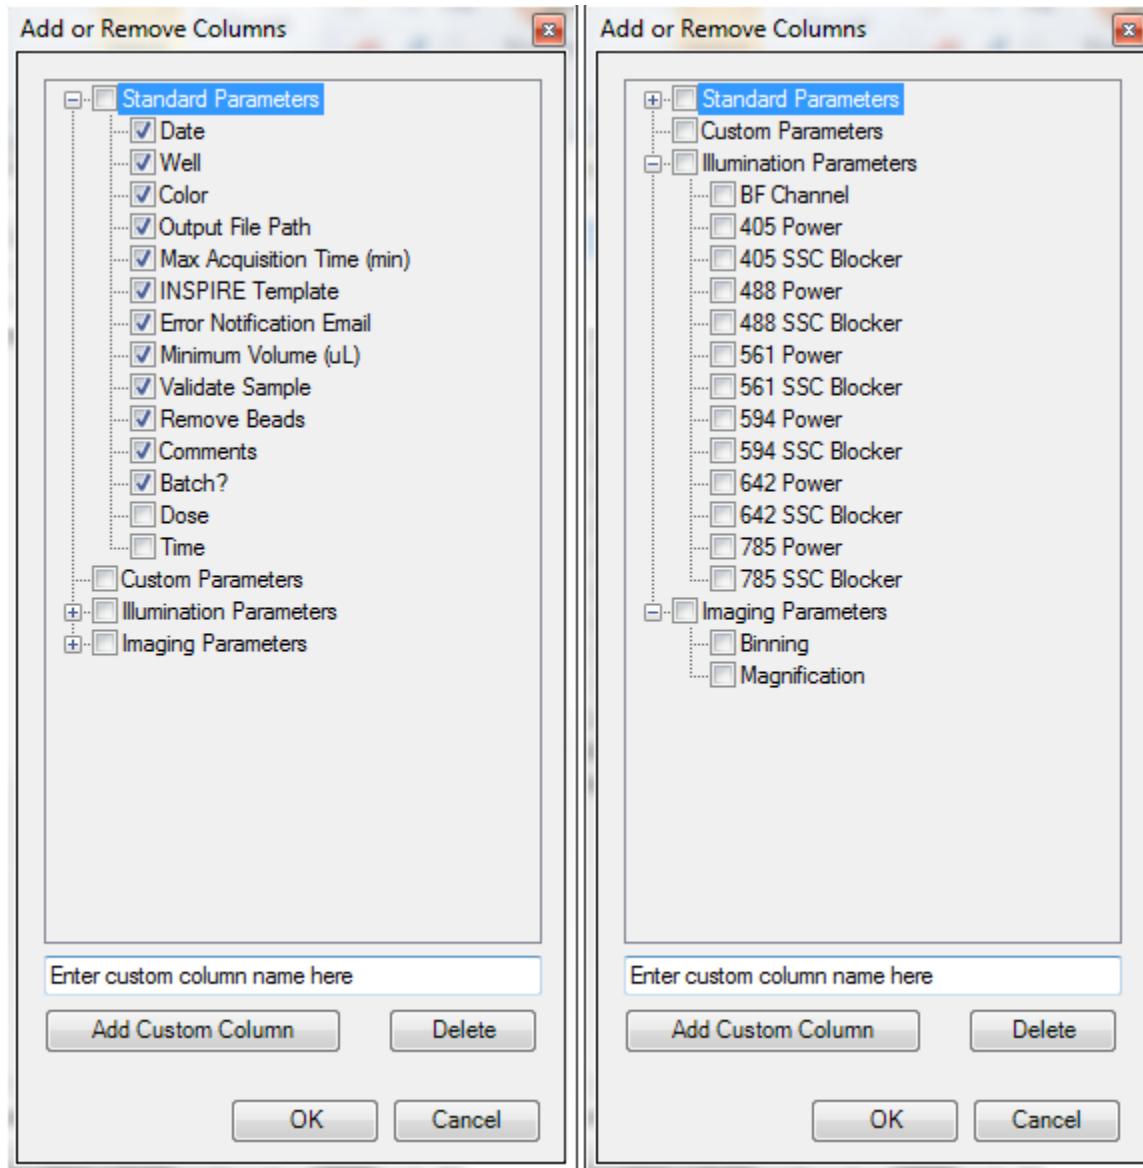 Add or Remove Columns
Standard Parameters
Date
Well
Color
Output File Path
Max Acquisition Time (min)
INSPIRE Template
Error Notification Email
Minimum Volume (uL)
Validate Sample
Remove Beads
Comments
Batch?
Dose
Time
Custom Parameters
Illumination Parameters
Imaging Parameters
Enter custom column name here
Add Custom Column
Delete
OK
Cancel
Add or Remove Columns
Standard Parameters
Custom Parameters
Illumination Parameters
BF Channel
405 Power
405 SSC Blocker
488 Power
488 SSC Blocker
561 Power
561 SSC Blocker
594 Power
594 SSC Blocker
642 Power
642 SSC Blocker
785 Power
785 SSC Blocker
Imaging Parameters
Binning
Magnification
Enter custom column name here
Add Custom Column
Delete
OK
Cancel